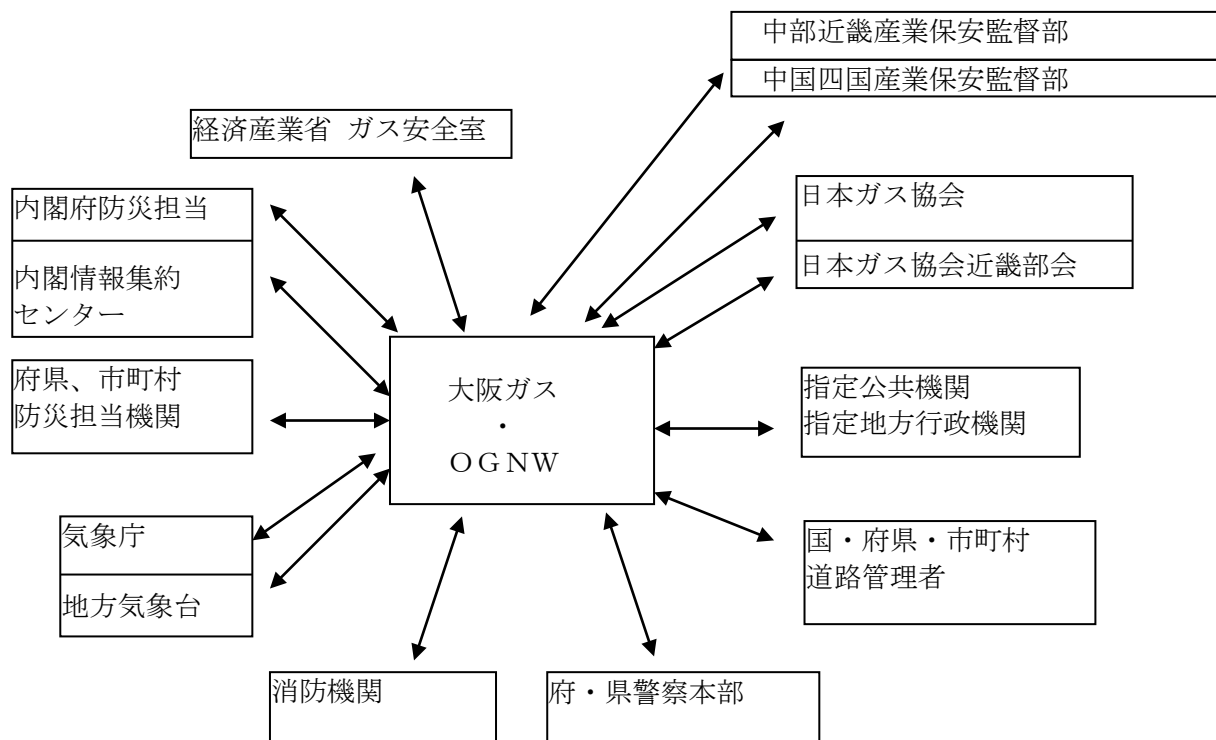 中部近畿産業保安監督部
中国四国産業保安監督部
経済産業省 ガス安全室
内閣府防災担当
内閣情報集約
センター
日本ガス協会
日本ガス協会近畿部会
府県、市町村
防災担当機関
大阪ガス
・
ＯＧＮＷ
指定公共機関
指定地方行政機関
気象庁
地方気象台
国・府県・市町村
道路管理者
消防機関
府・県警察本部